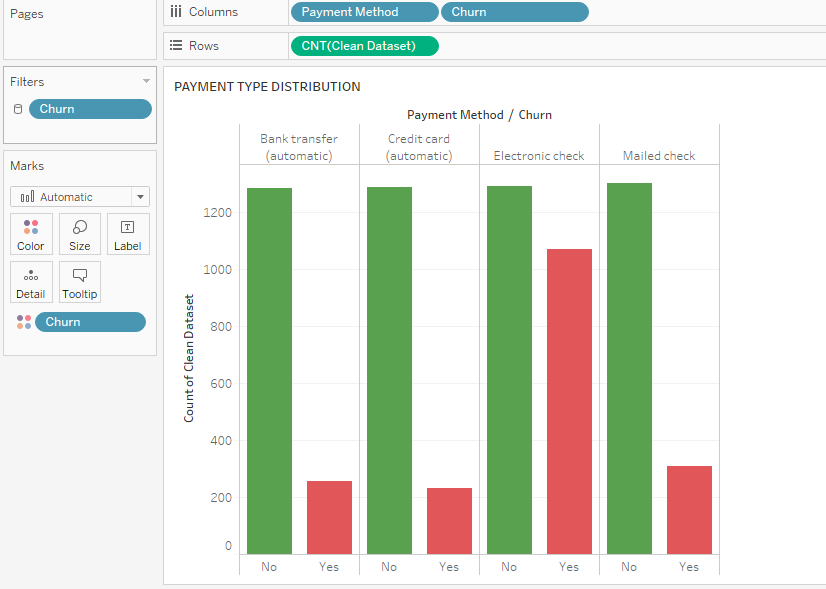 Pages
Columns
Payment Method
Churn
Rows
CNT(Clean Dataset)
Filters
Churn
Marks
Automatic
Color
Size
Label
Detail
Tooltip
Churn
PAYMENT TYPE DISTRIBUTION
Payment Method / Churn
Bank transfer
(automatic)
Credit card
(automatic)
Electronic check
Mailed check
Count of Clean Dataset
1200
1000
800
600
400
200
0
No
Yes
No
Yes
No
Yes
No
Yes